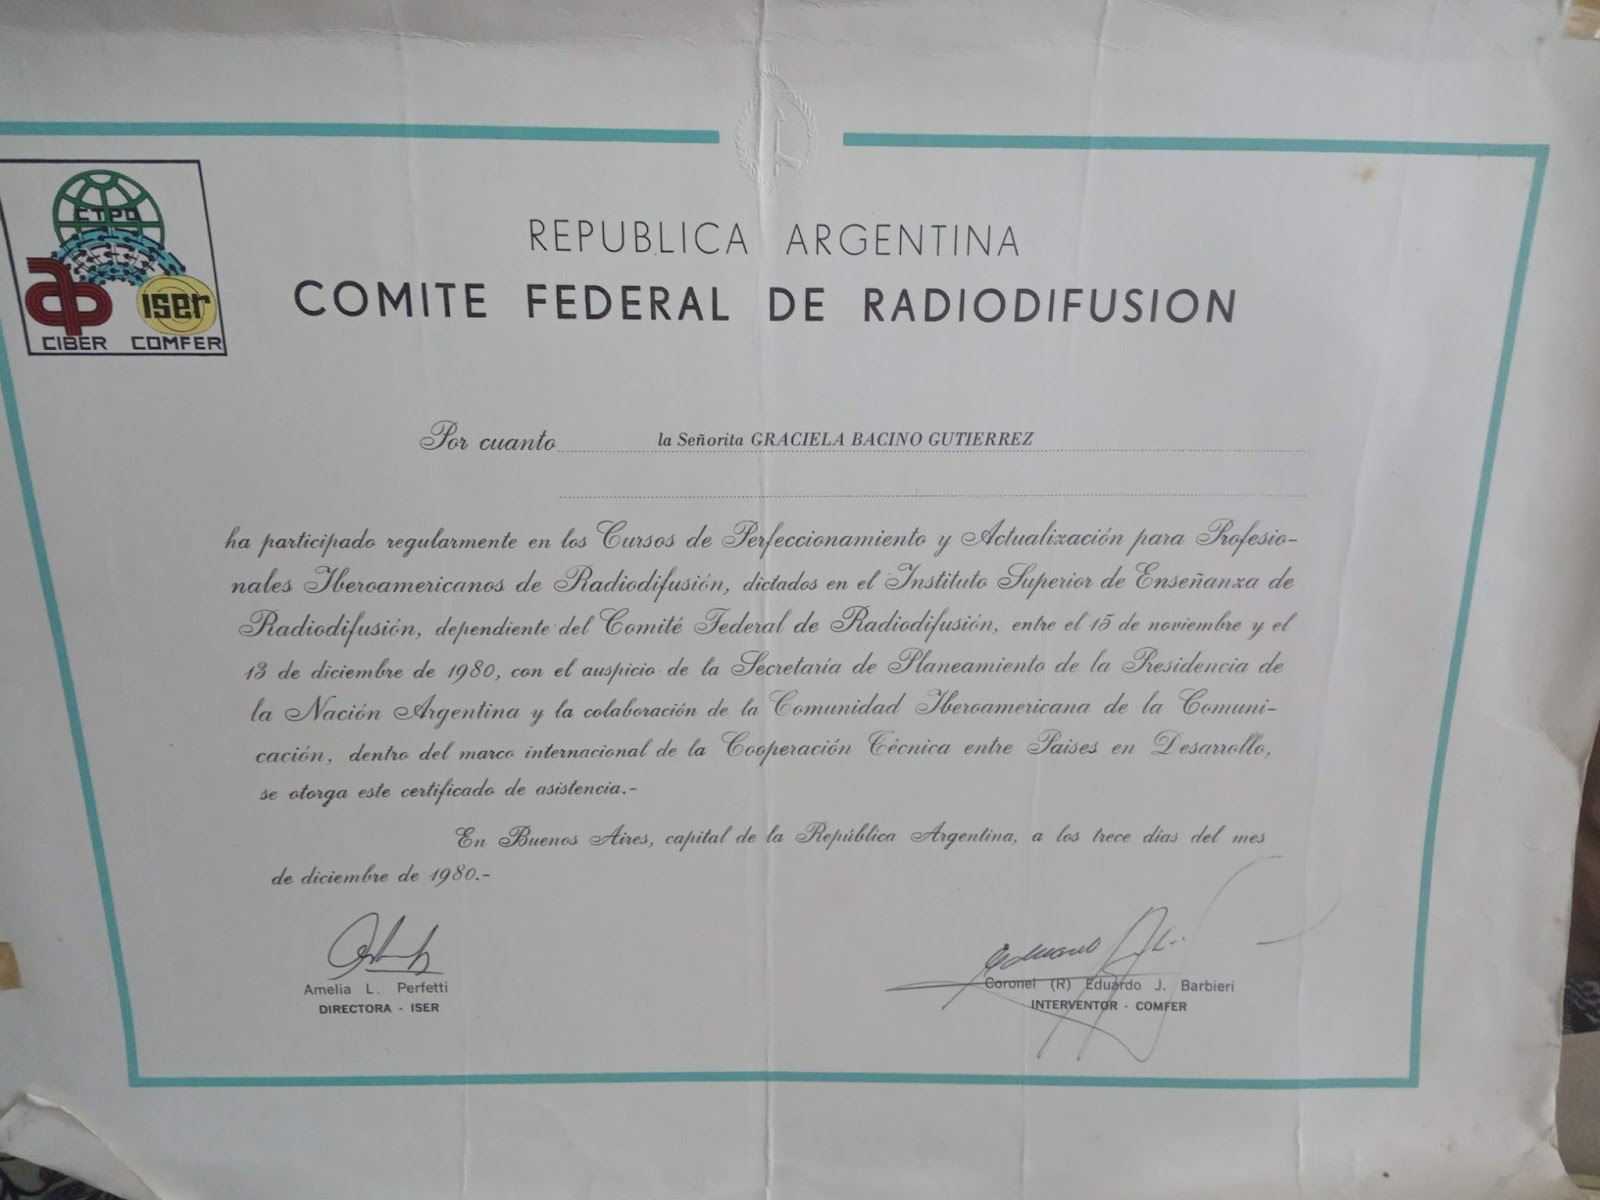 CTPD
iser
CIBER COMFER
REPUBLICA ARGENTINA
COMITE FEDERAL DE RADIODIFUSION
Por cuanto la Señorita GRACIELA BACINO GUTIERREZ
ha participado regularmente en los Cursos de Perfeccionamiento y Actualización para Profesio-
nales Iberoamericanos de Radiodifusión, dictados en el Instituto Superior de Enseñanza de
Radiodifusión, dependiente del Comité Federal de Radiodifusión, entre el 15 de noviembre y el
13 de diciembre de 1980, con el auspicio de la Secretaría de Planeamiento de la Presidencia de
la Nación Argentina y la colaboración de la Comunidad Iberoamericana de la Comuni-
cación, dentro del marco internacional de la Cooperación Técnica entre Paises en Desarrollo,
se otorga este certificado de asistencia.-
En Buenos Aires, capital de la República Argentina, a los trece días del mes
de diciembre de 1980.-
Amelia L. Perfetti
DIRECTORA - ISER
Coronel (R) Eduardo J. Barbieri
INTERVENTOR - COMFER